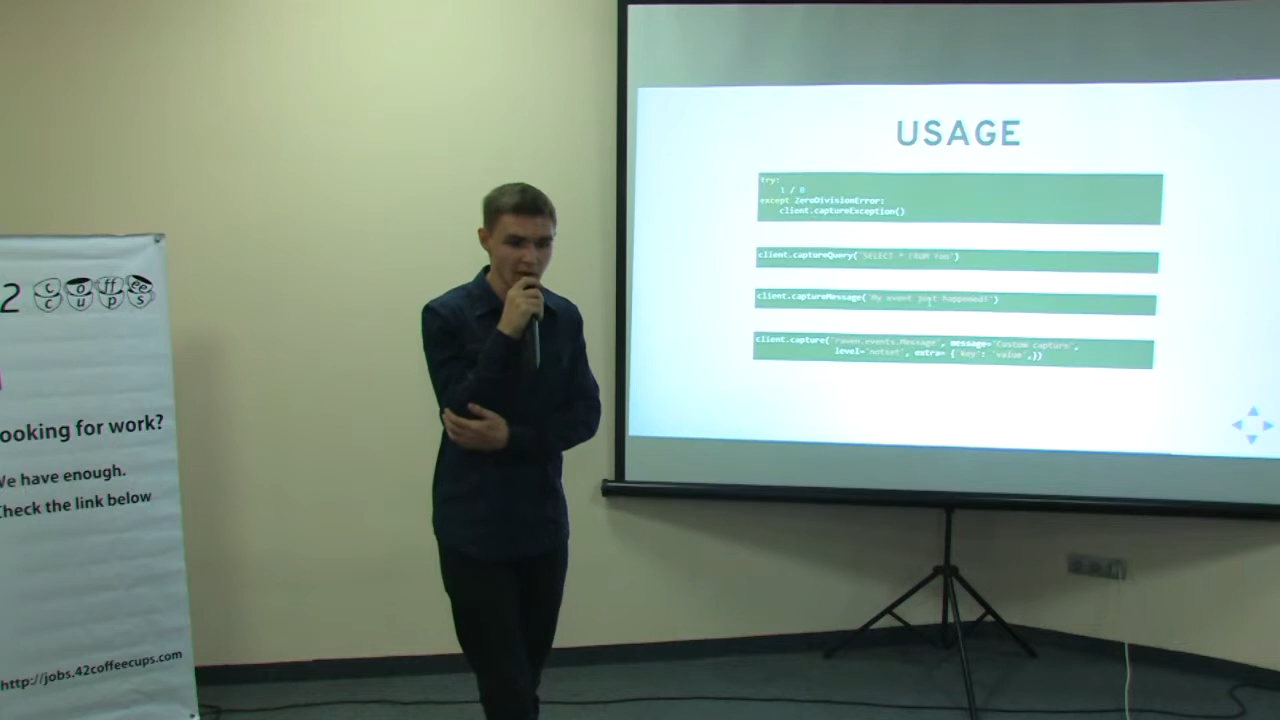 2 c o ff ee
c u p s
ooking for work?
We have enough.
Check the link below
http://jobs.42coffeecups.com
USAGE
try:
1 / 0
except ZeroDivisionError:
client.captureException()
client.captureQuery('SELECT * FROM foo')
client.captureMessage('My event just happened!')
client.capture('raven.events.Message', message='Custom capture',
level='notset', extra= {'key': 'value',})